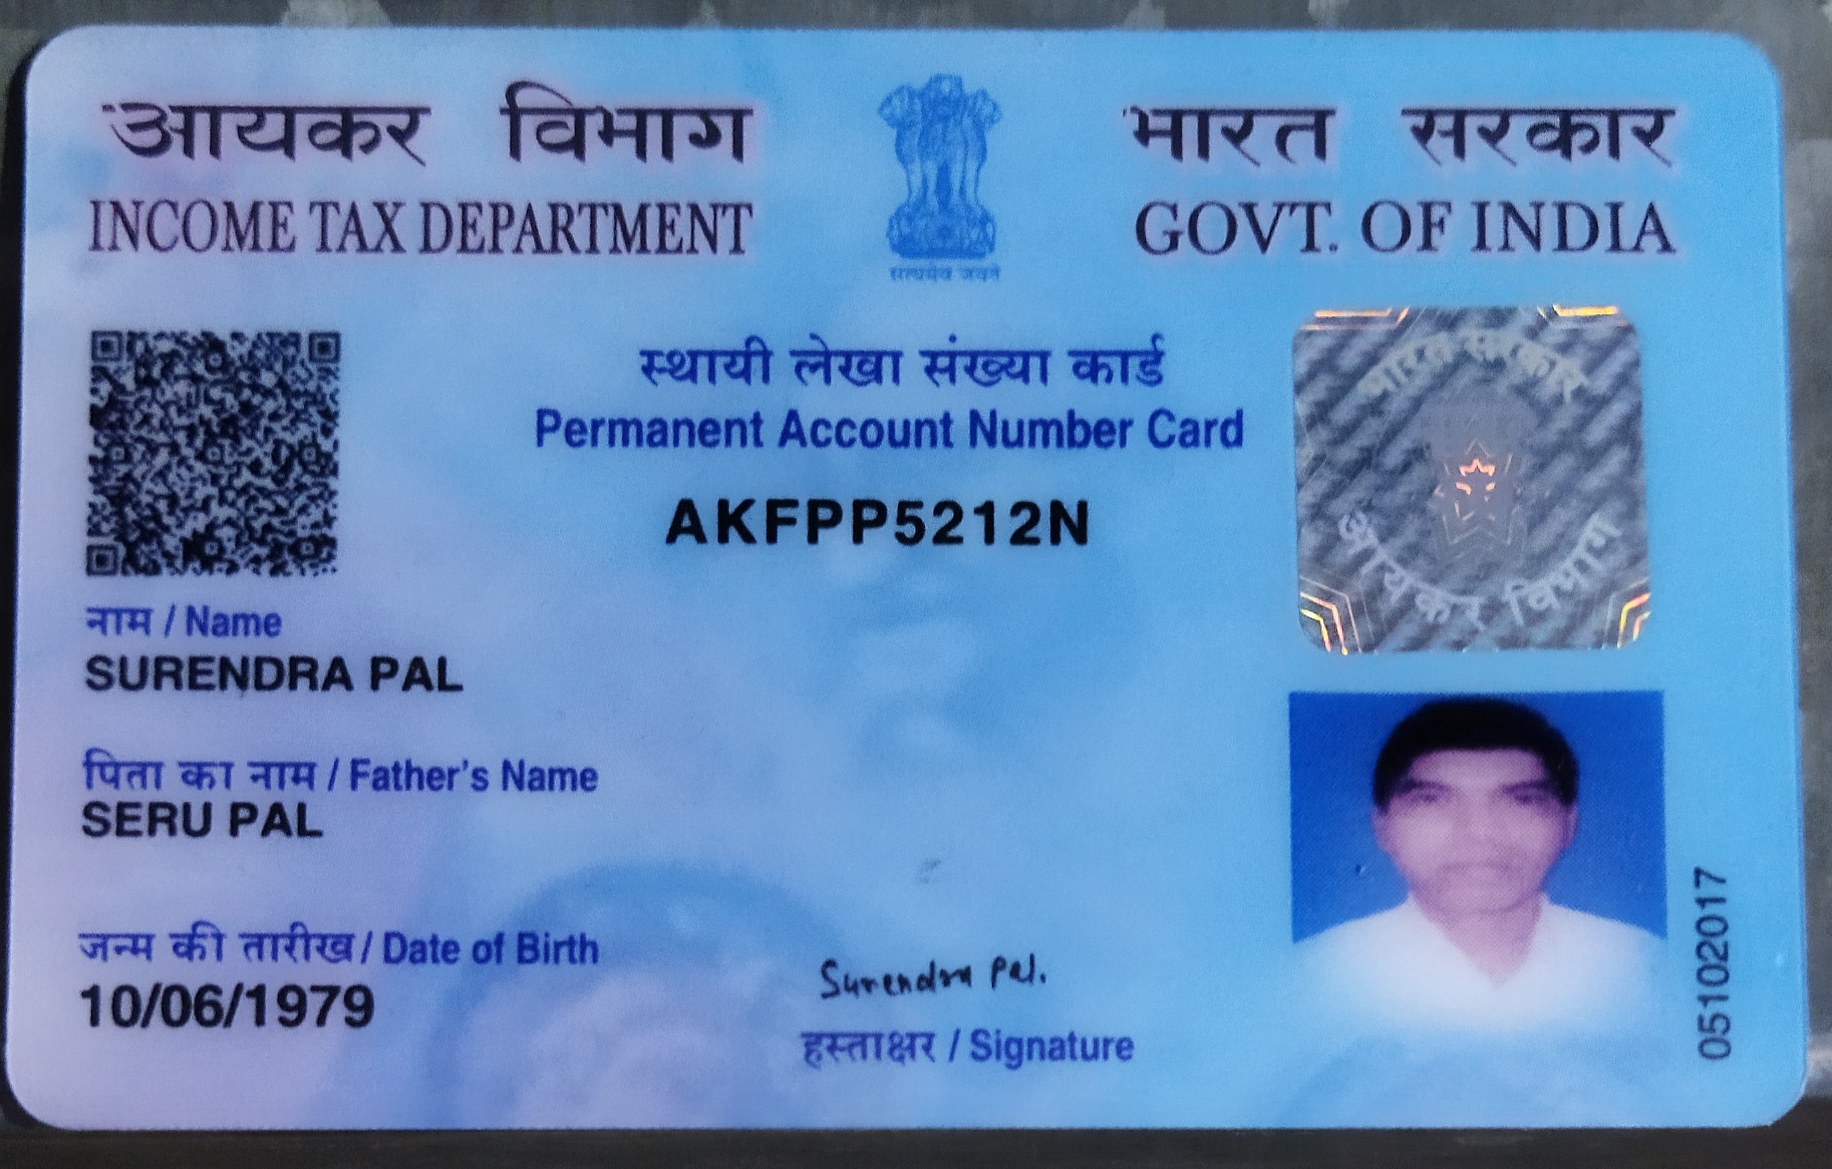 आयकर विभाग
INCOME TAX DEPARTMENT
सत्यमेव जयते
भारत सरकार
GOVT. OF INDIA
स्थायी लेखा संख्या कार्ड
Permanent Account Number Card
AKFPP5212N
भारत सरकार
आयकर विभाग
नाम / Name
SURENDRA PAL
पिता का नाम / Father's Name
SERU PAL
जन्म की तारीख / Date of Birth
10/06/1979
Surendra Pal.
हस्ताक्षर / Signature
05102017